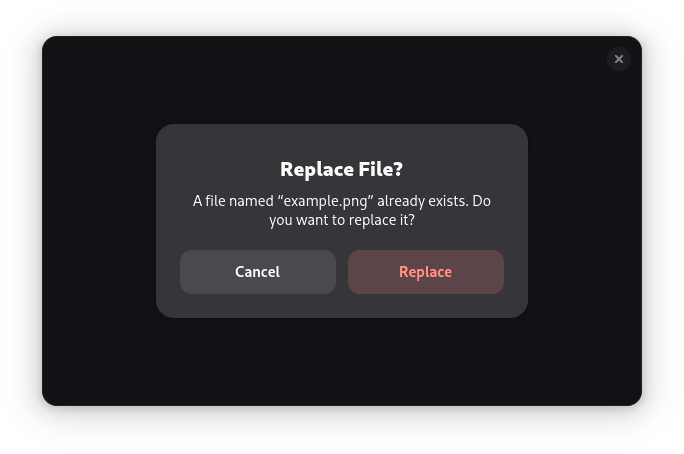 Replace File?
A file named “example.png” already exists. Do
you want to replace it?
Cancel
Replace